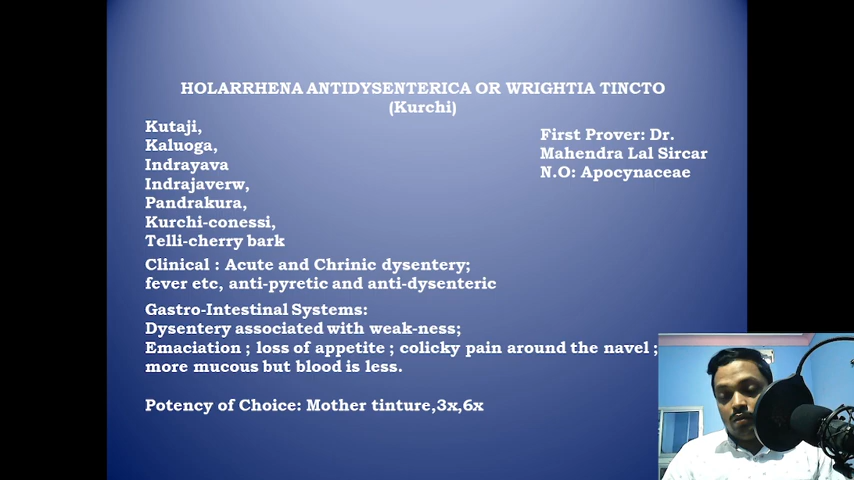 HOLARRHENA ANTIDYSENTERICA OR WRIGHTIA TINCTO
(Kurchi)
Kutaji,
Kaluoga,
Indrayava
Indrajaverw,
Pandrakura,
Kurchi-conessi,
Telli-cherry bark
First Prover: Dr.
Mahendra Lal Sircar
N.O: Apocynaceae
Clinical : Acute and Chrinic dysentery;
fever etc, anti-pyretic and anti-dysenteric
Gastro-Intestinal Systems:
Dysentery associated with weak-ness;
Emaciation ; loss of appetite ; colicky pain around the navel ;
more mucous but blood is less.
Potency of Choice: Mother tinture,3x,6x